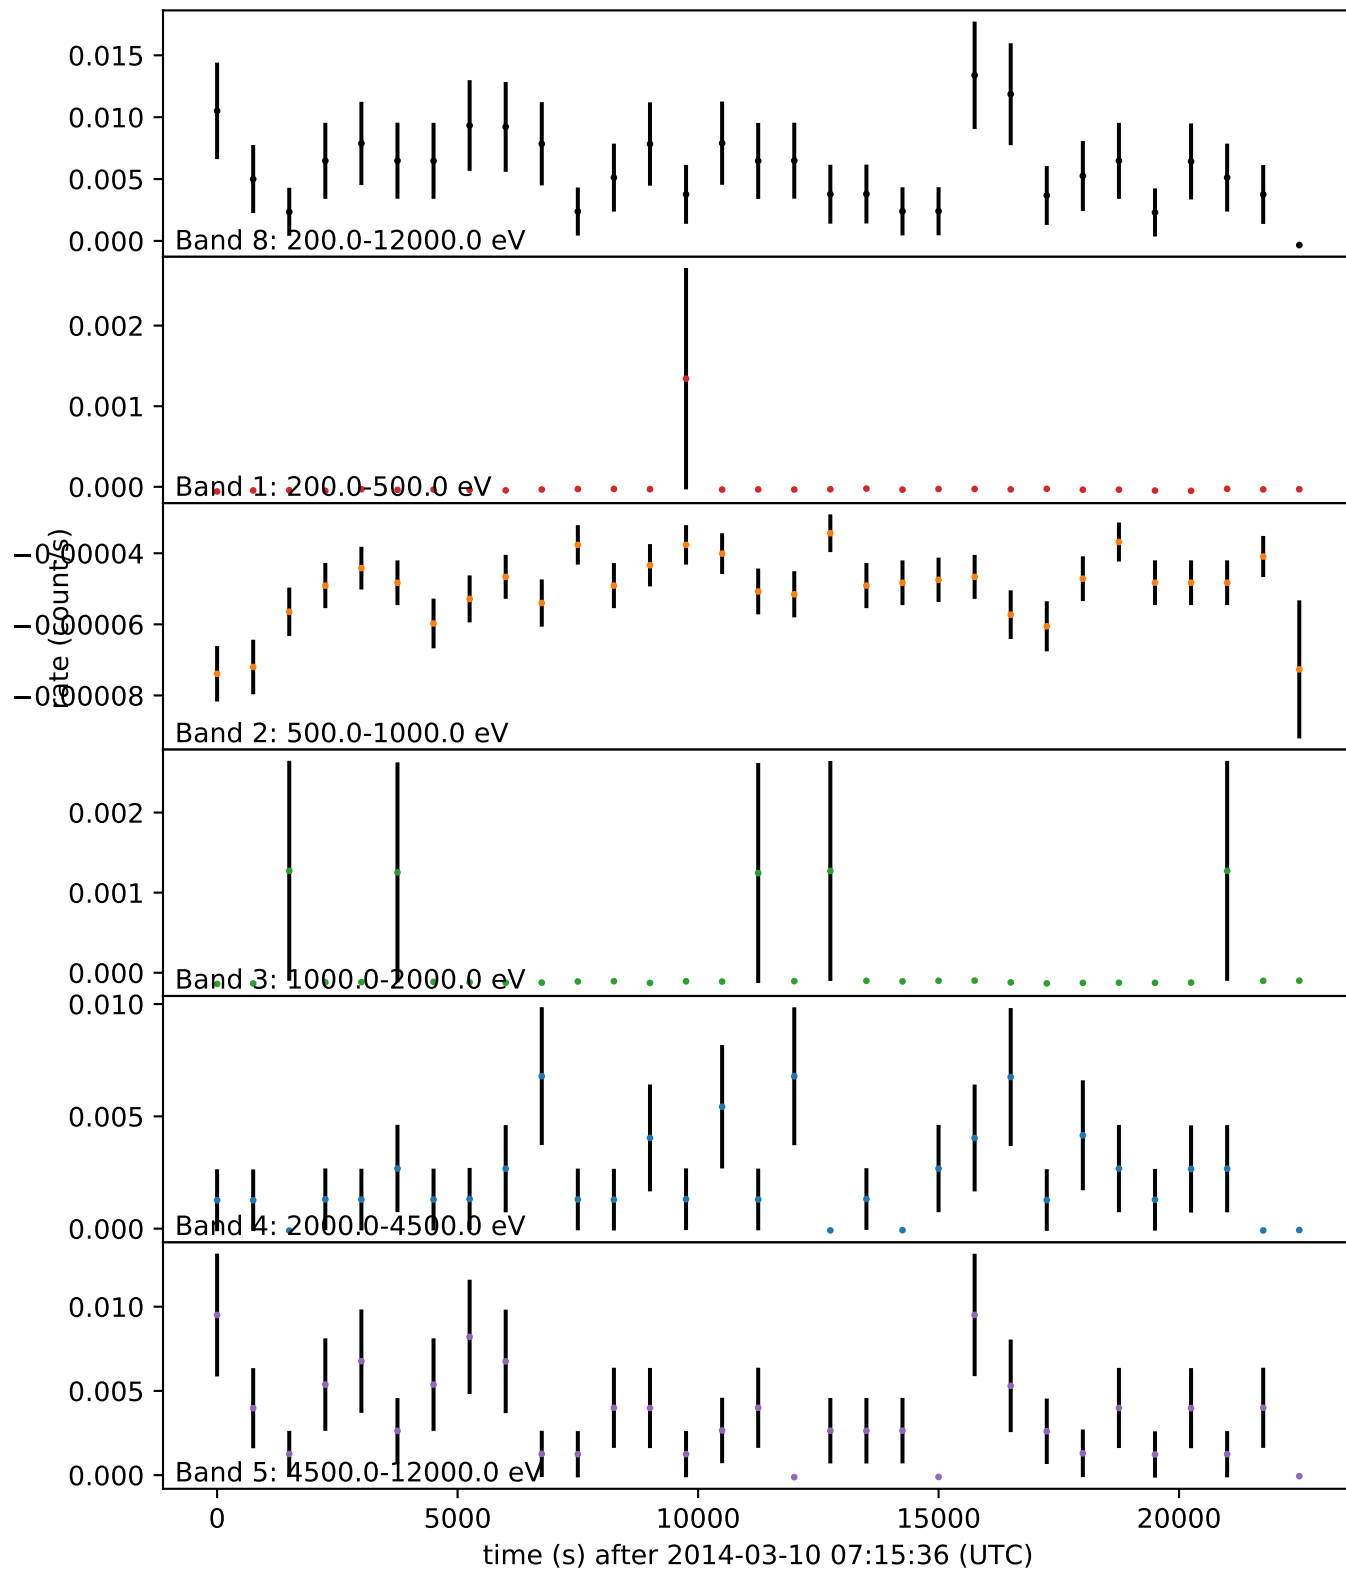 0.015
0.010
0.005
0.000
Band 8: 200.0-12000.0 eV
0.002
0.001
0.000
Band 1: 200.0-500.0 eV
rate (count/s)
−0.00004
−0.00006
−0.00008
Band 2: 500.0-1000.0 eV
0.002
0.001
0.000
Band 3: 1000.0-2000.0 eV
0.010
0.005
0.000
Band 4: 2000.0-4500.0 eV
0.010
0.005
0.000
Band 5: 4500.0-12000.0 eV
0 5000 10000 15000 20000
time (s) after 2014-03-10 07:15:36 (UTC)